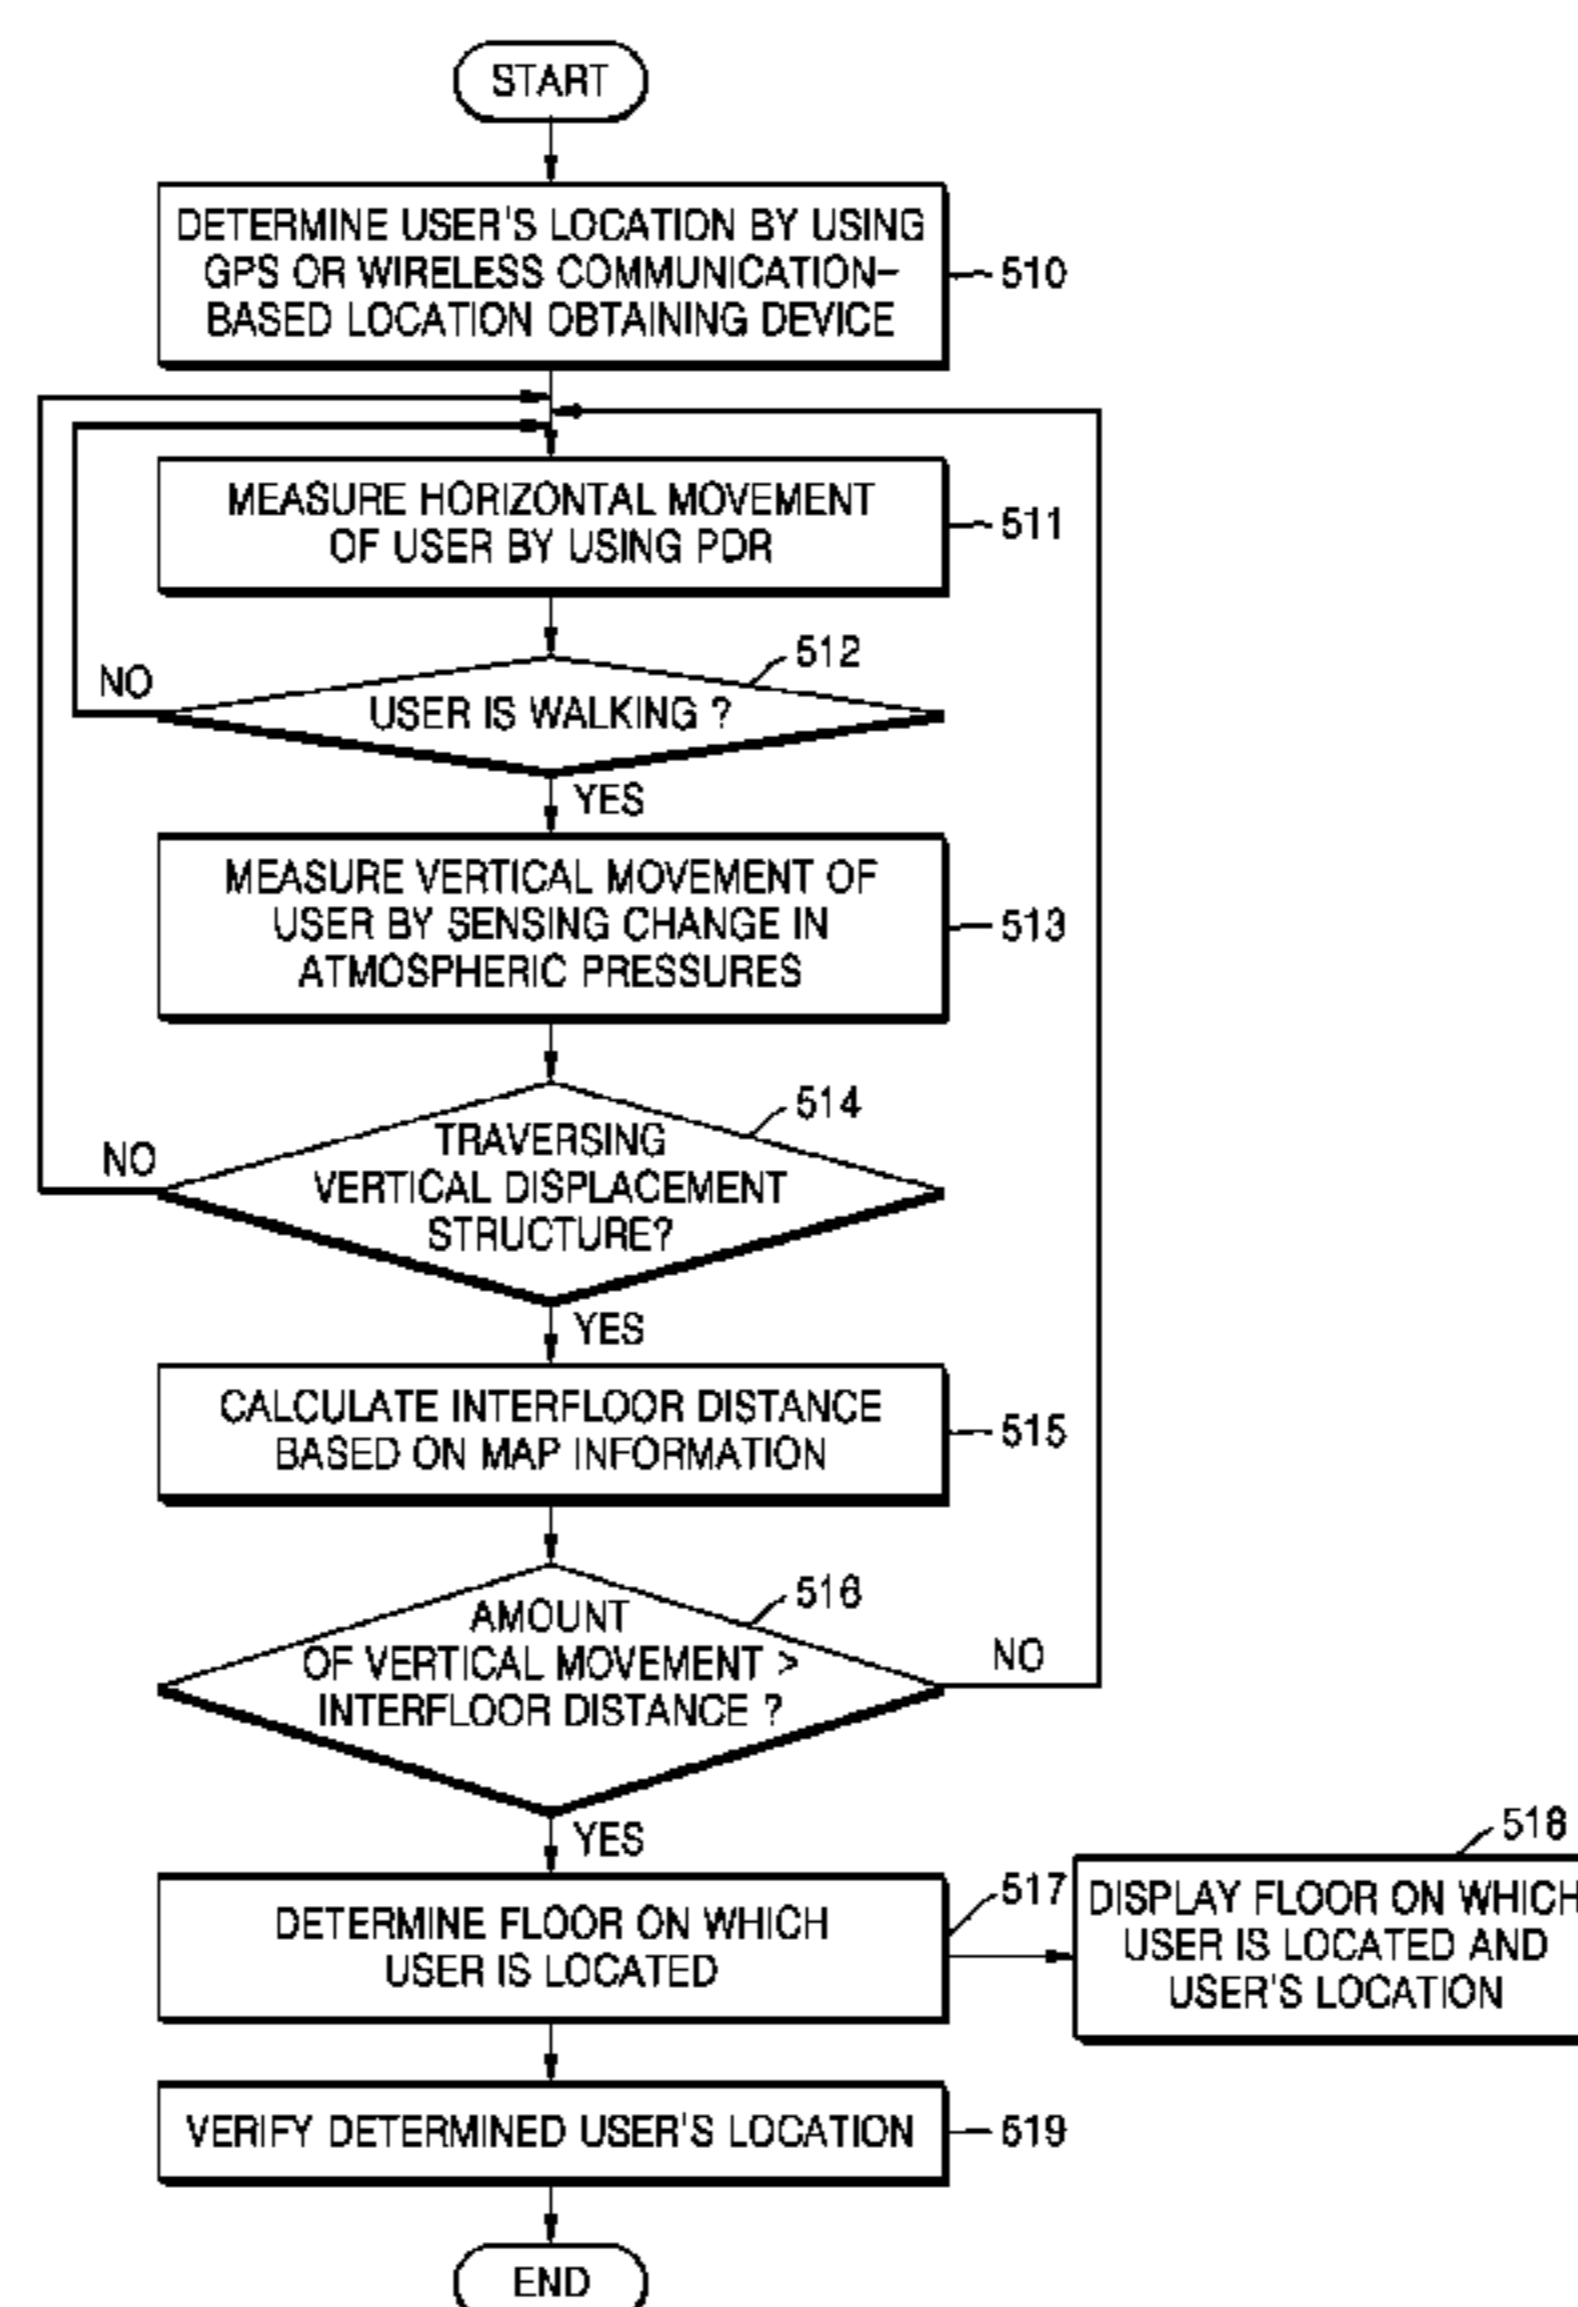 START
DETERMINE USER'S LOCATION BY USING
GPS OR WIRELESS COMMUNICATION-
BASED LOCATION OBTAINING DEVICE
510
MEASURE HORIZONTAL MOVEMENT
OF USER BY USING PDR
511
512
NO
USER IS WALKING ?
YES
MEASURE VERTICAL MOVEMENT OF
USER BY SENSING CHANGE IN
ATMOSPHERIC PRESSURES
513
514
NO
TRAVERSING
VERTICAL DISPLACEMENT
STRUCTURE?
YES
CALCULATE INTERFLOOR DISTANCE
BASED ON MAP INFORMATION
515
516
AMOUNT
OF VERTICAL MOVEMENT >
INTERFLOOR DISTANCE ?
NO
YES
DETERMINE FLOOR ON WHICH
USER IS LOCATED
517
518
DISPLAY FLOOR ON WHICH
USER IS LOCATED AND
USER'S LOCATION
VERIFY DETERMINED USER'S LOCATION
519
END